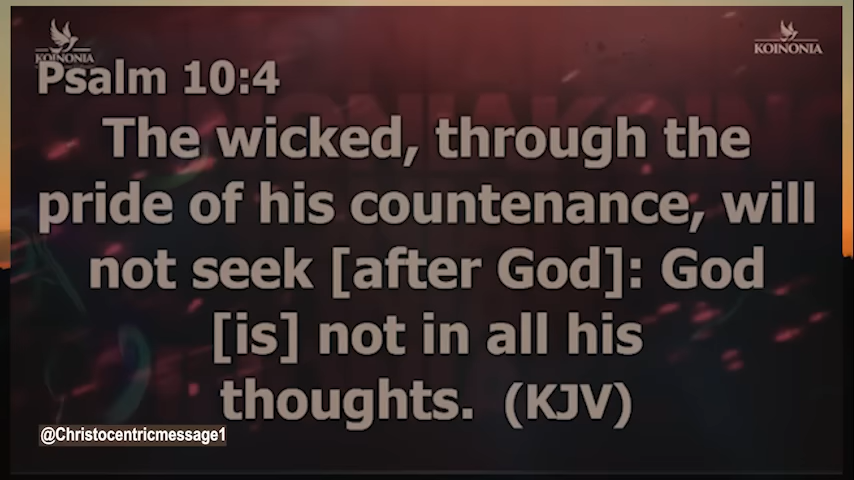 KOINONIA
KOINONIA
Psalm 10:4
The wicked, through the
pride of his countenance, will
not seek [after God]: God
[is] not in all his
thoughts. (KJV)
@Christocentricmessage1